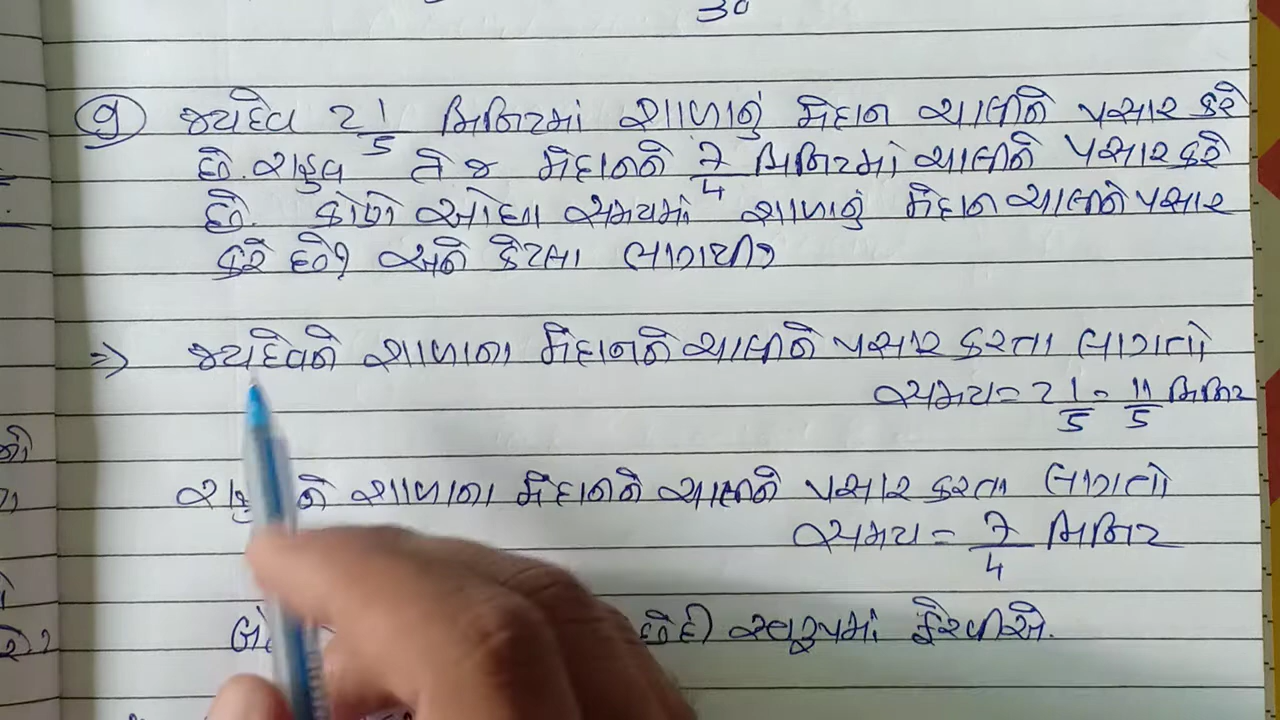 30
9 જયદેવ 2 1/5 મિનિટમાં શાળાનું મેદાન ચાલીને પસાર કરે
છે. રાહુલ તે જ મેદાનને 7/4 મિનિટમાં ચાલીને પસાર કરે
છે. કોણે ઓછા સમયમાં શાળાનું મેદાન ચાલીને પસાર
કરે છે? અને કેટલા ભાગથી?
⇒ જયદેવને શાળાના મેદાનને ચાલીને પસાર કરતા લાગતો
સમય = 2 1/5 = 11/5 મિનિટ
ને શાળાના મેદાનને ચાલીને પસાર કરતા લાગતો
સમય = 7/4 મિનિટ
છેદી સ્વરૂપમાં ફેરવીએ.